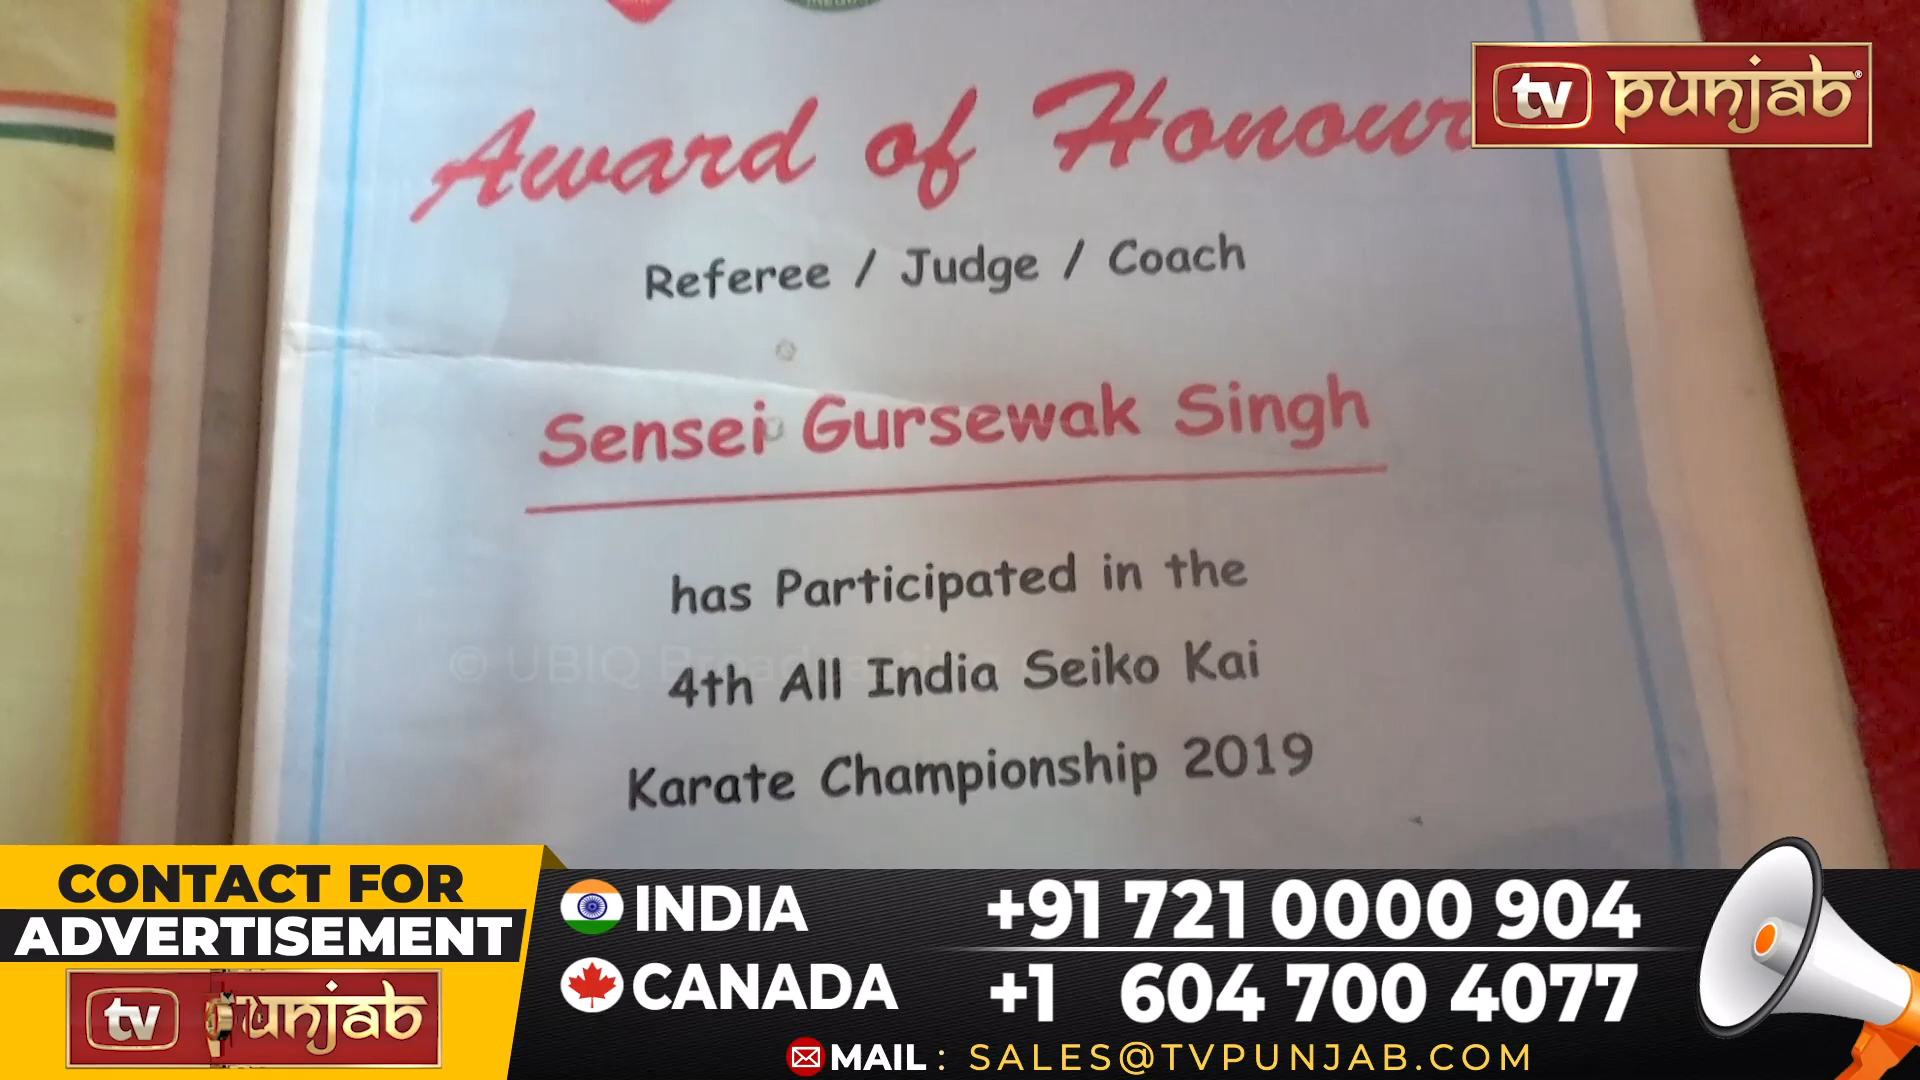 Award of Honour
tv punjab
Referee / Judge / Coach
Sensei Gursewak Singh
has Participated in the
© UBIQ Broadcasting
4th All India Seiko Kai
Karate Championship 2019
CONTACT FOR
ADVERTISEMENT
tv punjab
INDIA +91 721 0000 904
CANADA +1 604 700 4077
MAIL : SALES@TVPUNJAB.COM